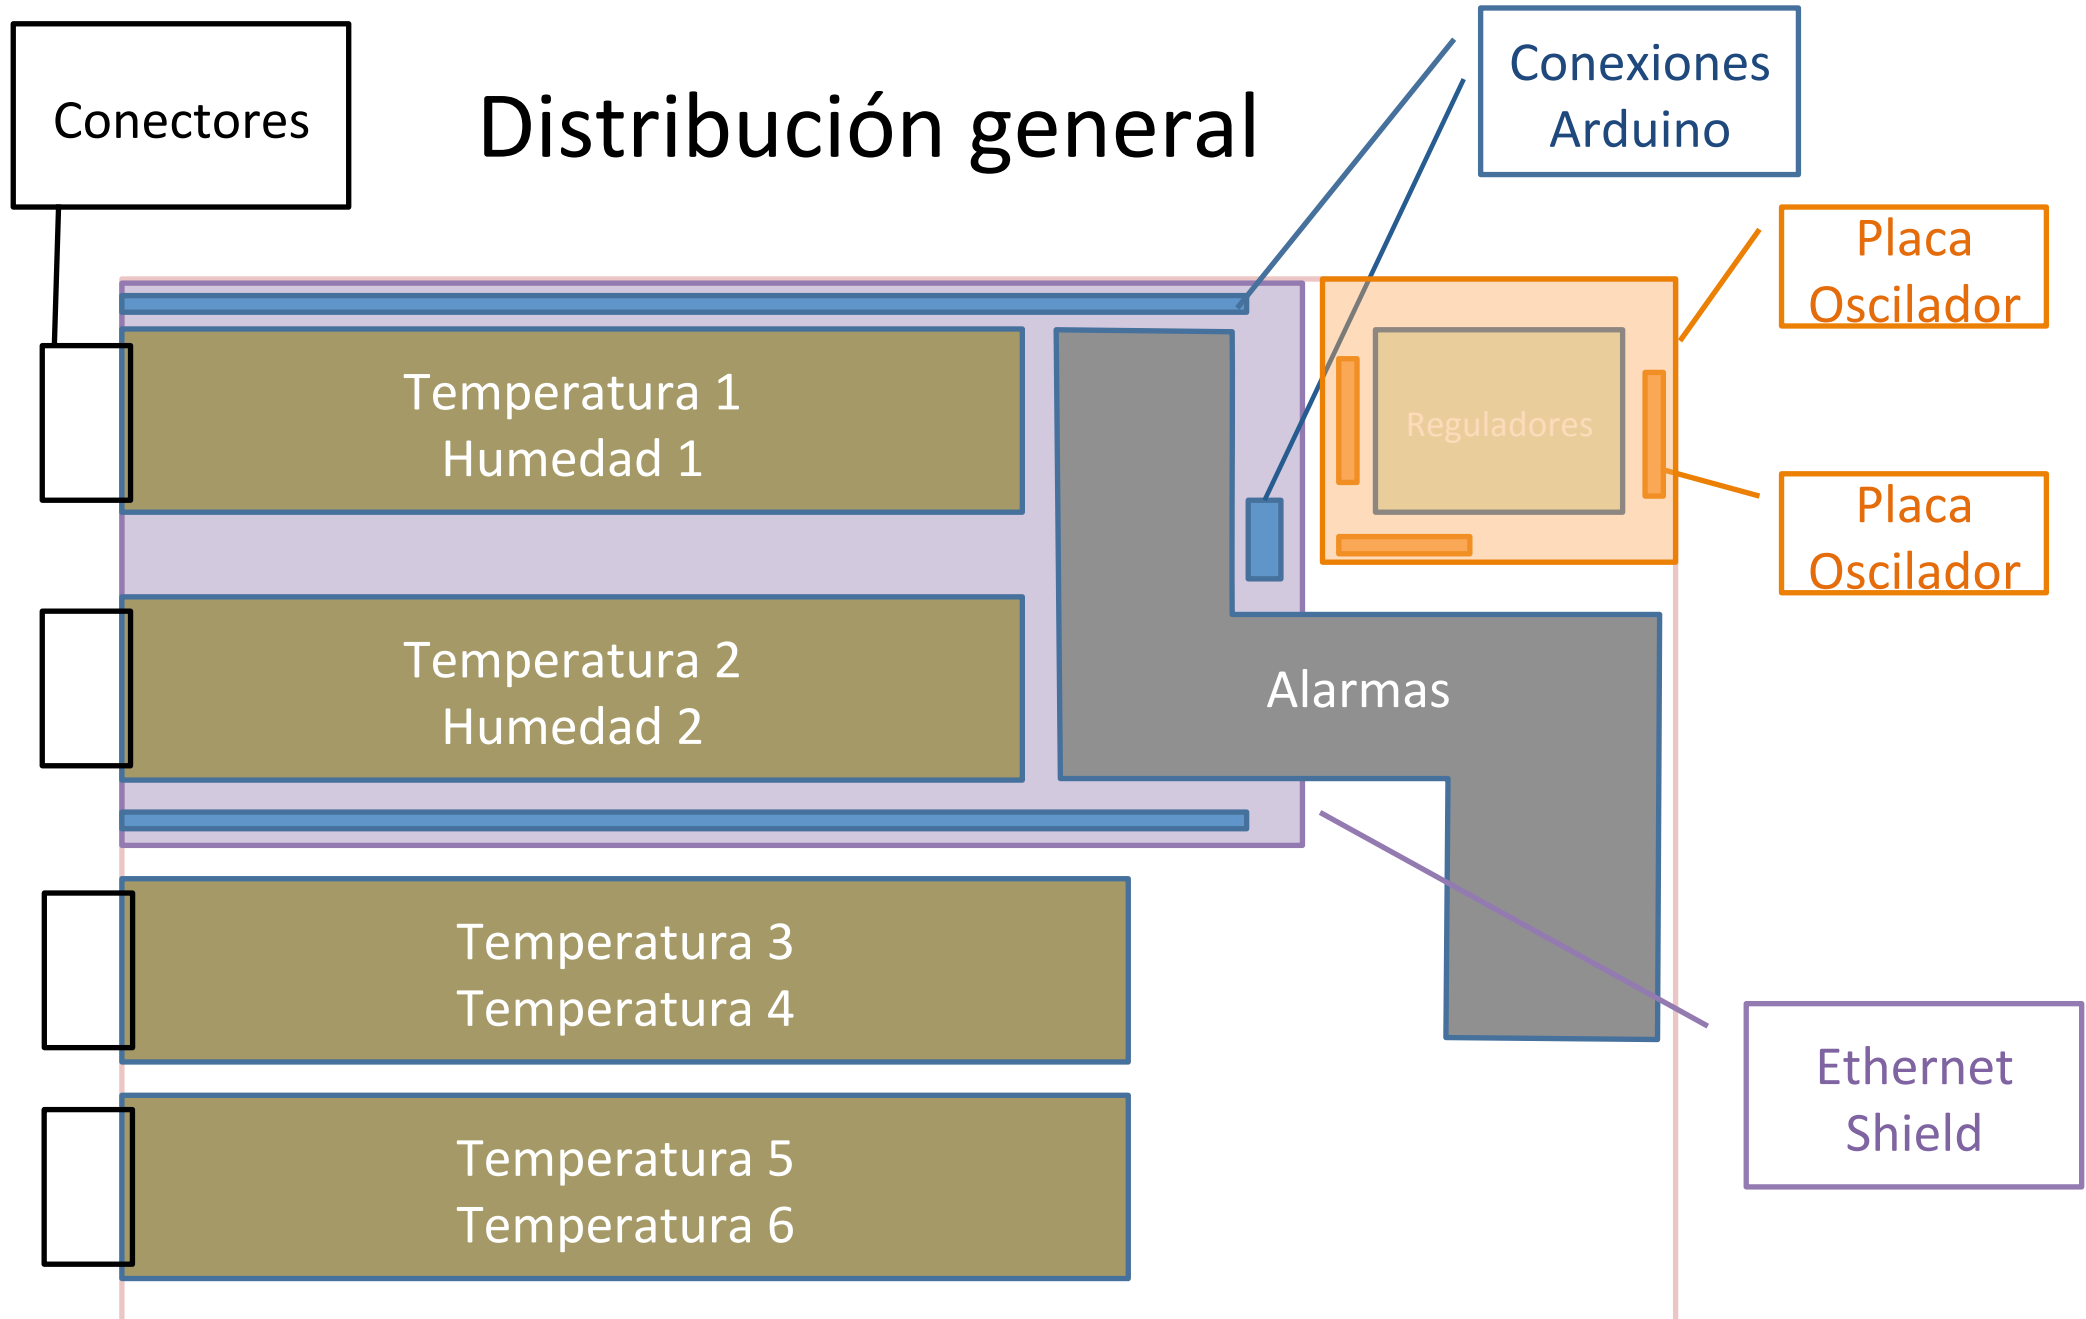 Conectores
Distribución general
Conexiones
Arduino
Placa
Oscilador
Temperatura 1
Humedad 1
Reguladores
Placa
Oscilador
Temperatura 2
Humedad 2
Alarmas
Temperatura 3
Temperatura 4
Ethernet
Shield
Temperatura 5
Temperatura 6